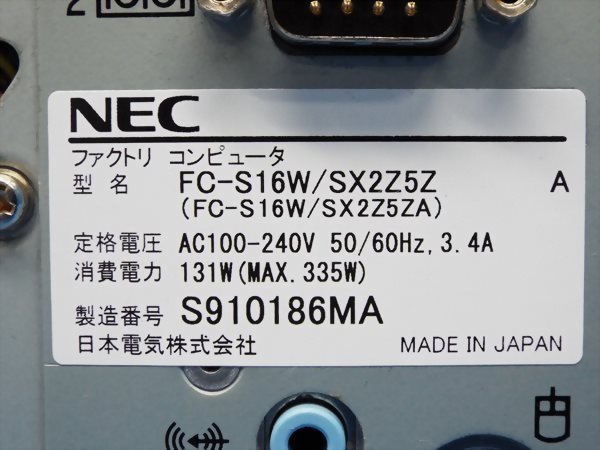 2
NEC
ファクトリ コンピュータ
型名 FC-S16W/SX2Z5Z A
(FC-S16W/SX2Z5ZA)
定格電圧 AC100-240V 50/60Hz, 3.4A
消費電力 131W(MAX. 335W)
製造番号 S910186MA
日本電気株式会社 MADE IN JAPAN